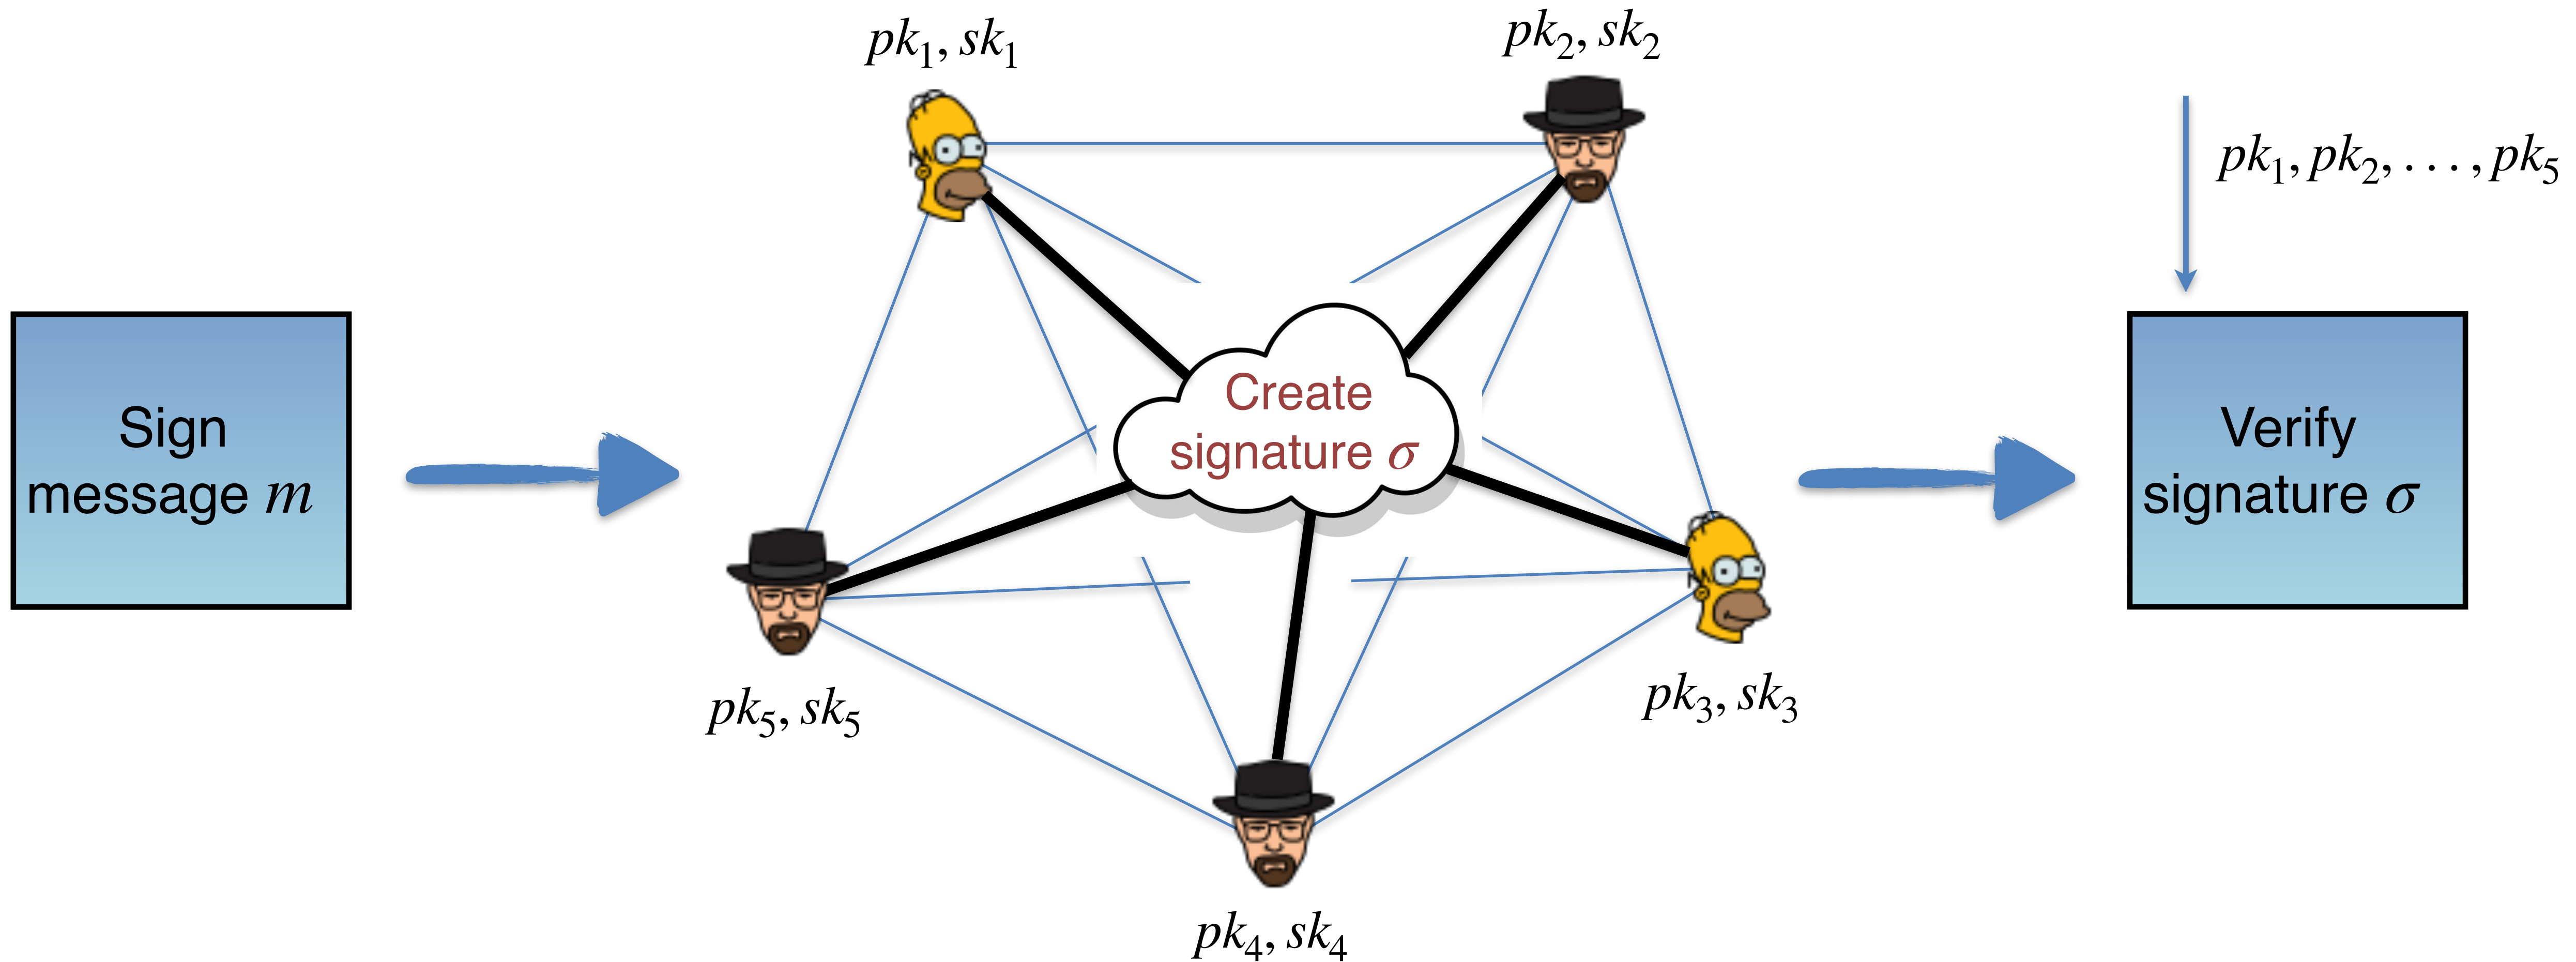 pk₁, sk₁
pk₂, sk₂
pk₁, pk₂, . . . , pk₅
Sign
message m
Create
signature σ
Verify
signature σ
pk₅, sk₅
pk₃, sk₃
pk₄, sk₄